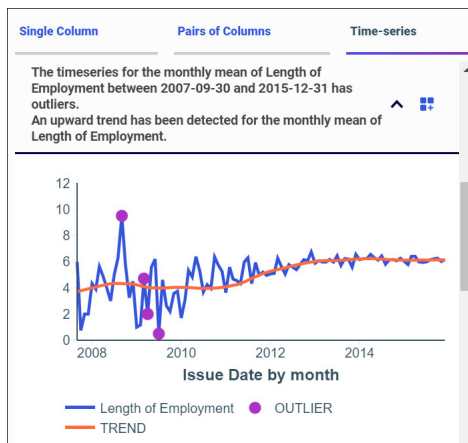 Single Column
Pairs of Columns
Time-series
The timeseries for the monthly mean of Length of
Employment between 2007-09-30 and 2015-12-31 has
outliers.
An upward trend has been detected for the monthly mean of
Length of Employment.
12
10
8
6
4
2
0
2008
2010
2012
2014
Issue Date by month
Length of Employment
OUTLIER
TREND